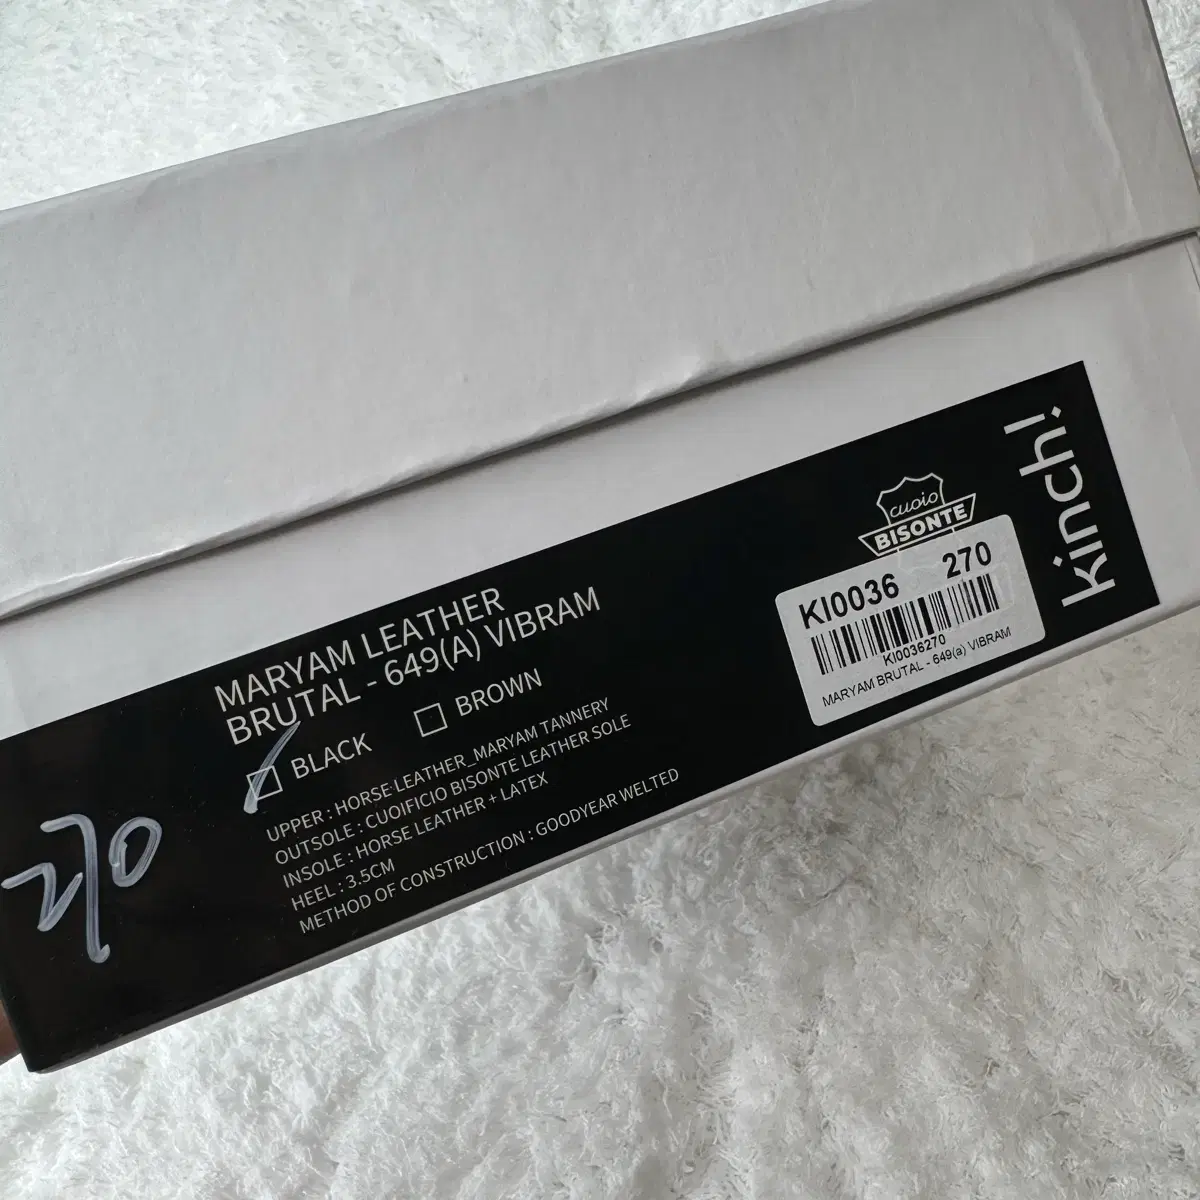 MARYAM LEATHER
BRUTAL - 649(A) VIBRAM
BLACK
BROWN
UPPER : HORSE LEATHER_MARYAM TANNERY
OUTSOLE : CUOIFICIO BISONTE LEATHER SOLE
INSOLE : HORSE LEATHER + LATEX
HEEL : 3.5CM
METHOD OF CONSTRUCTION : GOODYEAR WELTED
270
cuoio
BISONTE
KI0036 270
KI0036270
MARYAM BRUTAL - 649(a) VIBRAM
kinch!